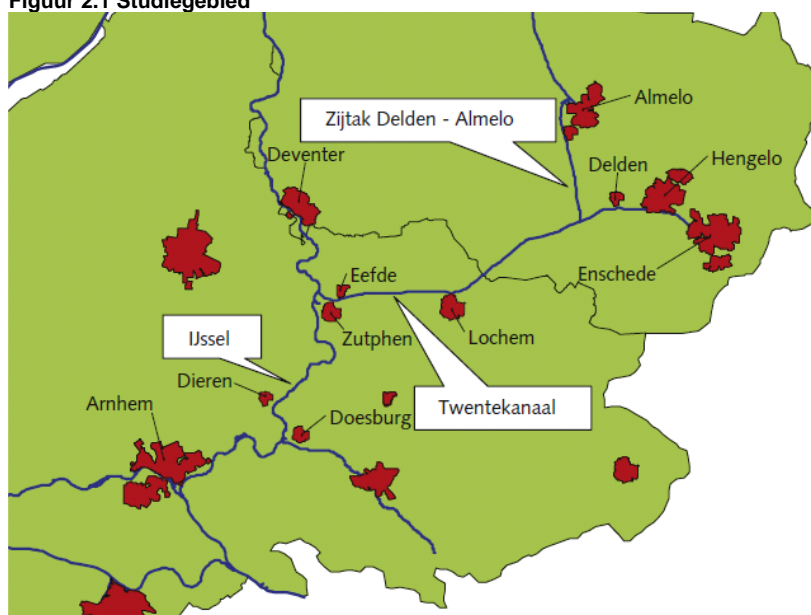 Figuur 2.1 Studiegebied
Almelo
Zijtak Delden - Almelo
Deventer
Delden
Hengelo
Eefde
Enschede
IJssel
Zutphen
Lochem
Dieren
Arnhem
Doesburg
Twentekanaal